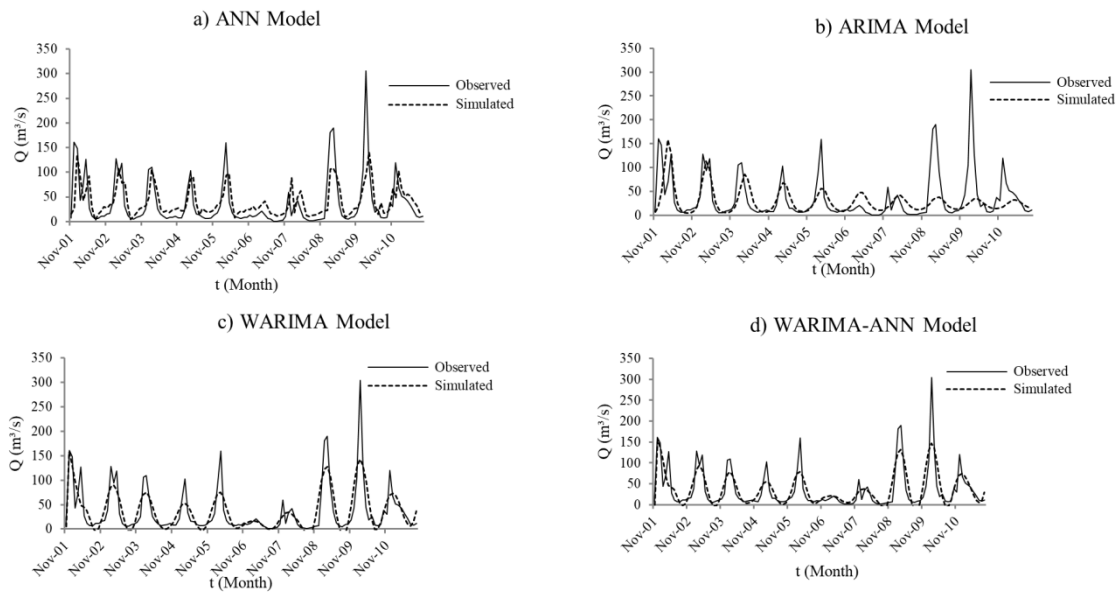 a) ANN Model
350
300
250
200
150
100
50
0
Q (m³/s)
Observed
Simulated
Nov-01
Nov-02
Nov-03
Nov-04
Nov-05
Nov-06
Nov-07
Nov-08
Nov-09
Nov-10
t (Month)
b) ARIMA Model
350
300
250
200
150
100
50
0
Q (m³/s)
Observed
Simulated
Nov-01
Nov-02
Nov-03
Nov-04
Nov-05
Nov-06
Nov-07
Nov-08
Nov-09
Nov-10
t (Month)
c) WARIMA Model
350
300
250
200
150
100
50
0
Q (m³/s)
Observed
Simulated
Nov-01
Nov-02
Nov-03
Nov-04
Nov-05
Nov-06
Nov-07
Nov-08
Nov-09
Nov-10
t (Month)
d) WARIMA-ANN Model
350
300
250
200
150
100
50
0
Q (m³/s)
Observed
Simulated
Nov-01
Nov-02
Nov-03
Nov-04
Nov-05
Nov-06
Nov-07
Nov-08
Nov-09
Nov-10
t (Month)